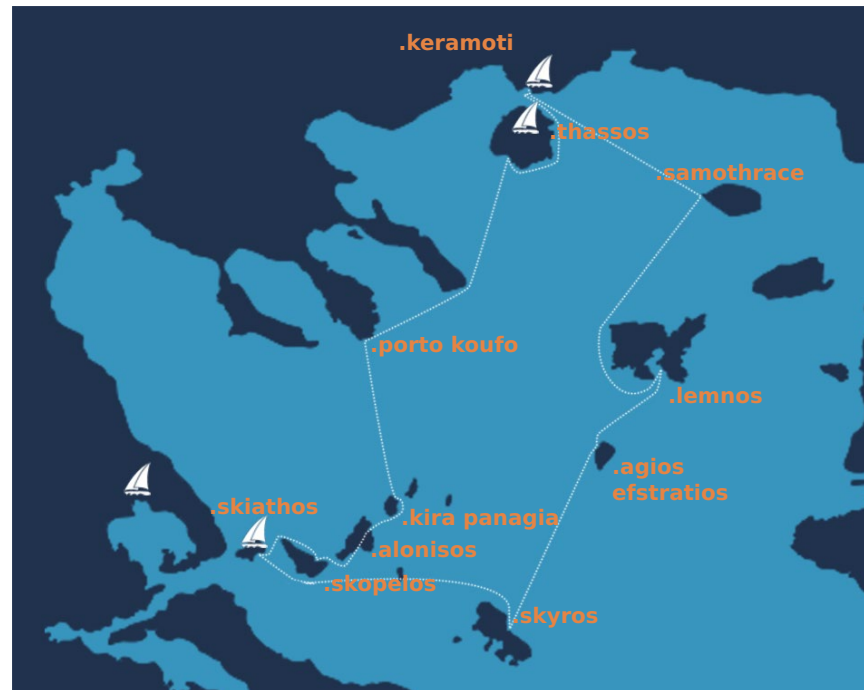 .keramoti
.thassos
.samothrace
.porto koufo
.lemnos
.agios
efstratios
.skiathos
.kira panagia
.alonisos
.skopelos
.skyros